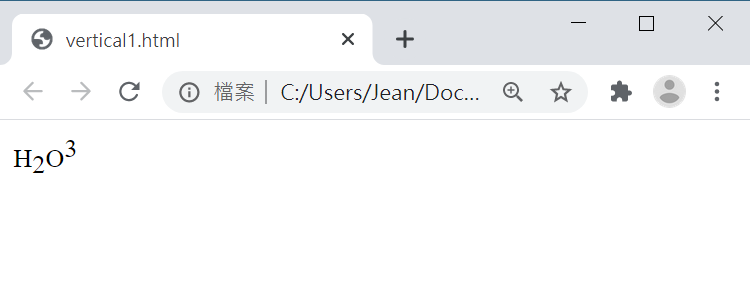 vertical1.html
檔案 | C:/Users/Jean/Doc...
H₂O³